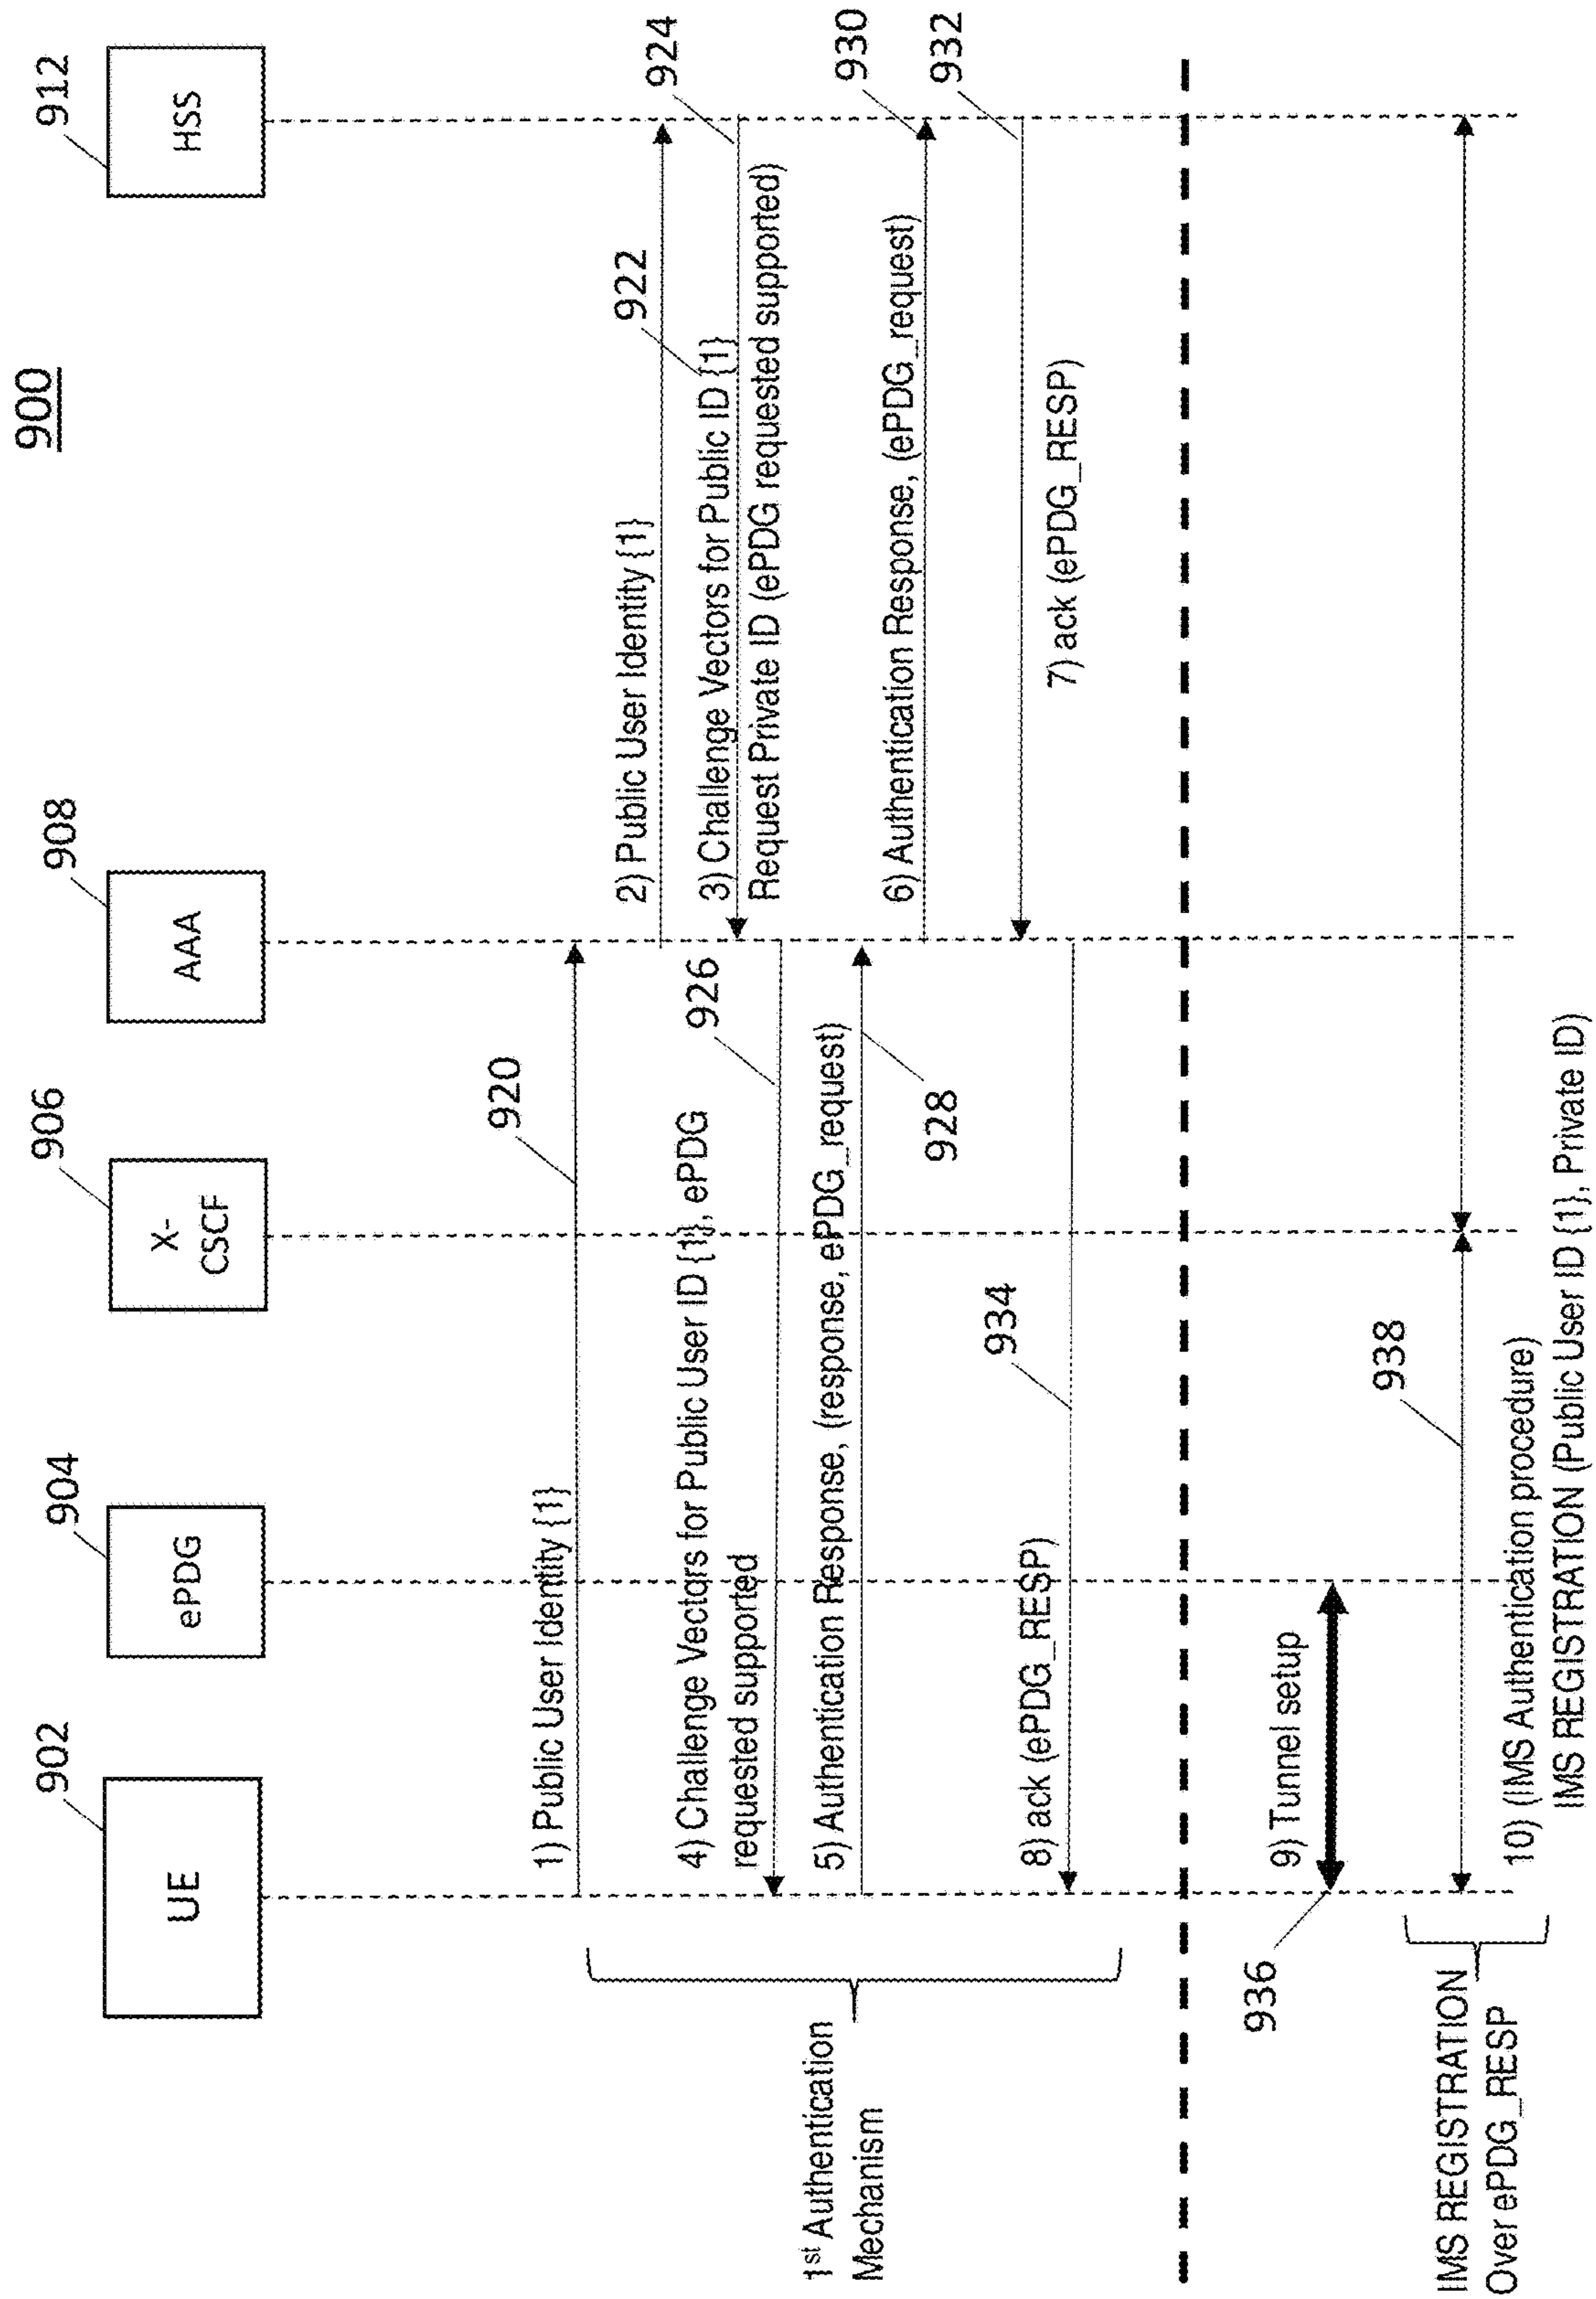 900
902
904
906
908
912
UE
ePDG
X-
CSCF
AAA
HSS
920
1) Public User Identity {1}
922
2) Public User Identity {1}
924
3) Challenge Vectors for Public ID {1}
Request Private ID (ePDG requested supported)
926
4) Challenge Vectors for Public User ID {1}, ePDG
requested supported
5) Authentication Response, (response, ePDG_request)
928
930
6) Authentication Response, (ePDG_request)
932
7) ack (ePDG_RESP)
934
8) ack (ePDG_RESP)
1st Authentication
Mechanism
9) Tunnel setup
936
938
10) (IMS Authentication procedure)
IMS REGISTRATION (Public User ID {1}, Private ID)
IMS REGISTRATION
Over ePDG_RESP